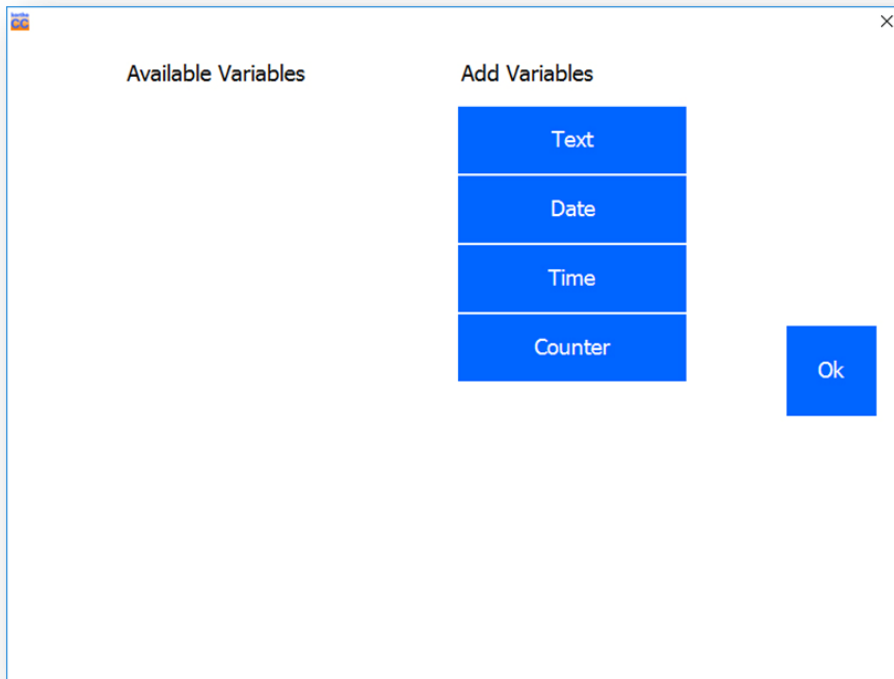 Available Variables
Add Variables
Text
Date
Time
Counter
Ok